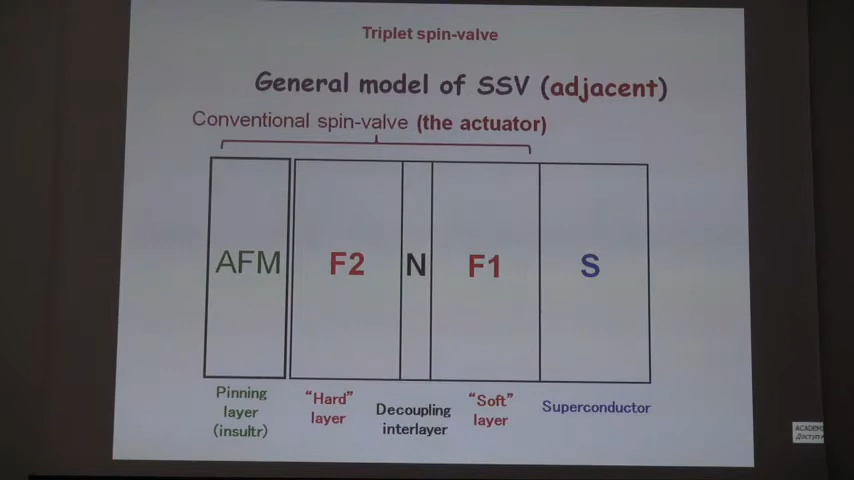 Triplet spin-valve
General model of SSV (adjacent)
Conventional spin-valve (the actuator)
AFM
F2
N
F1
S
Pinning
layer
(insultr)
“Hard”
layer
Decoupling
interlayer
“Soft”
layer
Superconductor